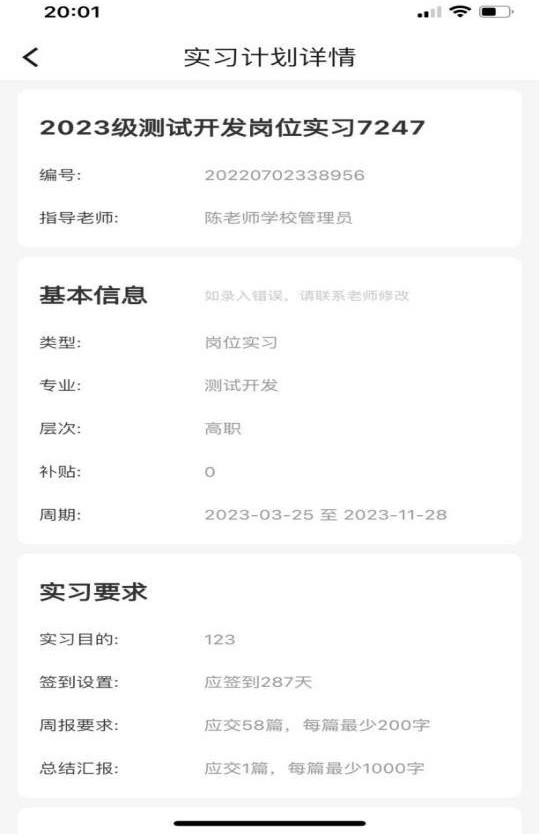 20:01
实习计划详情
2023级测试开发岗位实习7247
编号: 20220702338956
指导老师: 陈老师学校管理员
基本信息 如录入错误，请联系老师修改
类型: 岗位实习
专业: 测试开发
层次: 高职
补贴: 0
周期: 2023-03-25 至 2023-11-28
实习要求
实习目的: 123
签到设置: 应签到287天
周报要求: 应交58篇，每篇最少200字
总结汇报: 应交1篇，每篇最少1000字